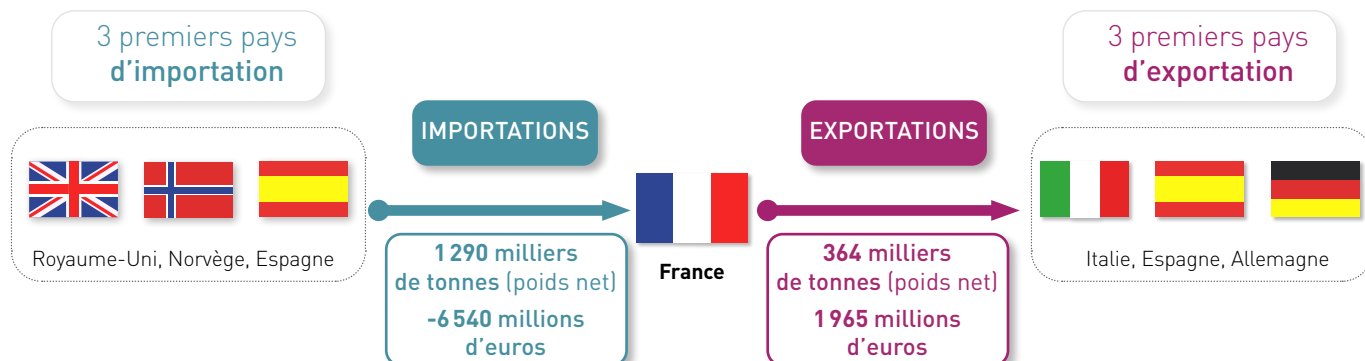 3 premiers pays
d'importation
Royaume-Uni, Norvège, Espagne
IMPORTATIONS
1 290 milliers
de tonnes (poids net)
-6 540 millions
d'euros
France
EXPORTATIONS
364 milliers
de tonnes (poids net)
1 965 millions
d'euros
3 premiers pays
d'exportation
Italie, Espagne, Allemagne